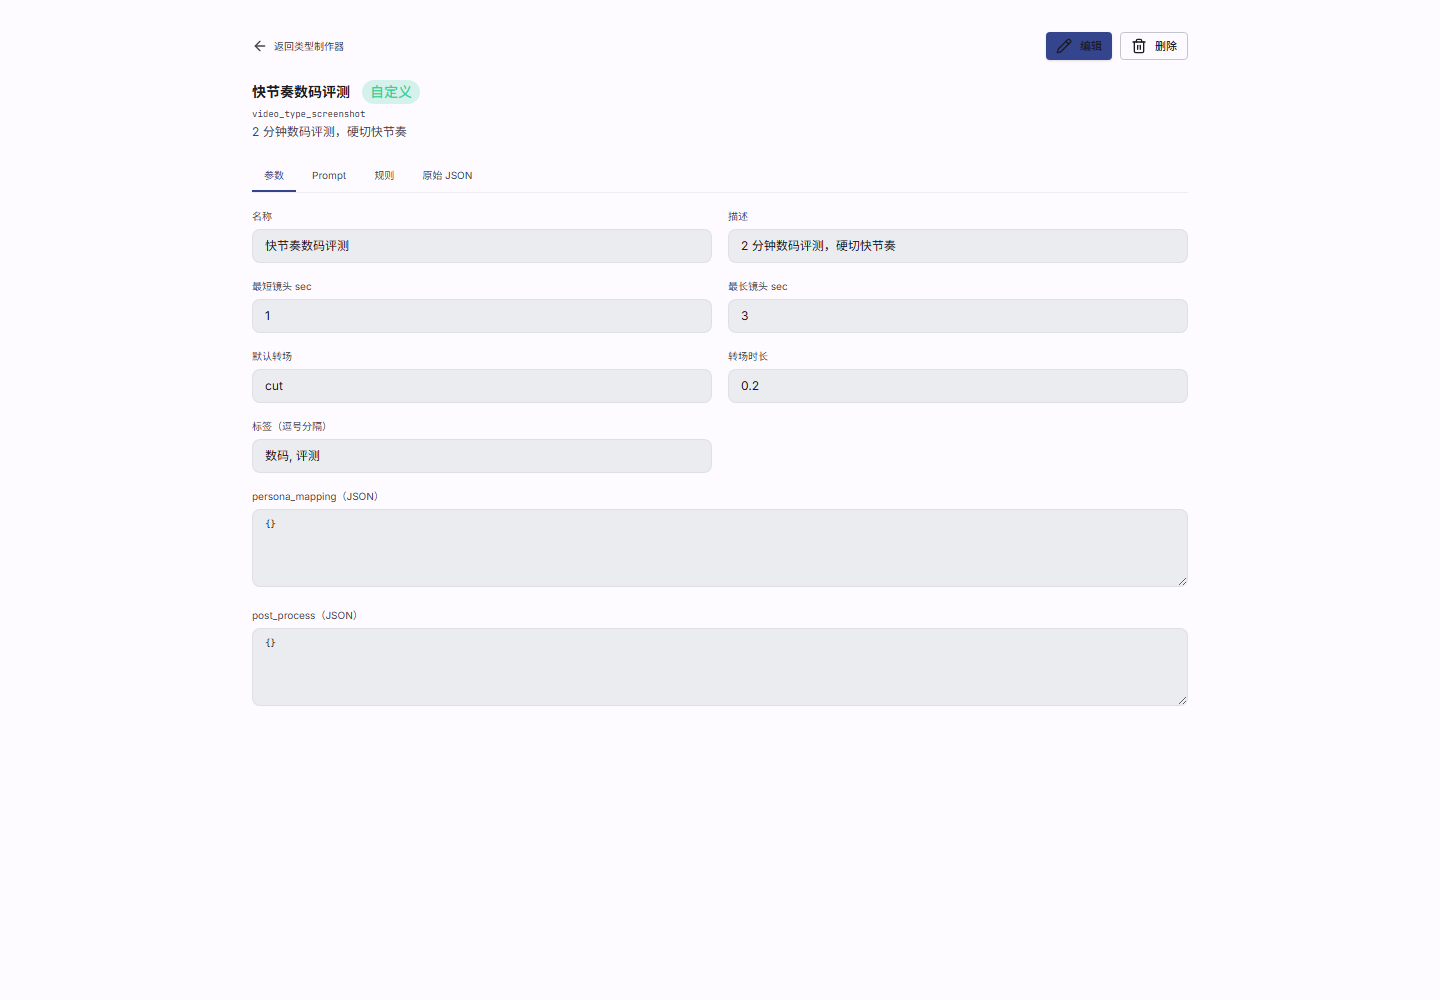 返回类型制作器
编辑
删除
快节奏数码评测
自定义
video_type_screenshot
2 分钟数码评测，硬切快节奏
参数
Prompt
规则
原始 JSON
名称
描述
快节奏数码评测
2 分钟数码评测，硬切快节奏
最短镜头 sec
最长镜头 sec
1
3
默认转场
转场时长
cut
0.2
标签（逗号分隔）
数码, 评测
persona_mapping（JSON）
{}
post_process（JSON）
{}